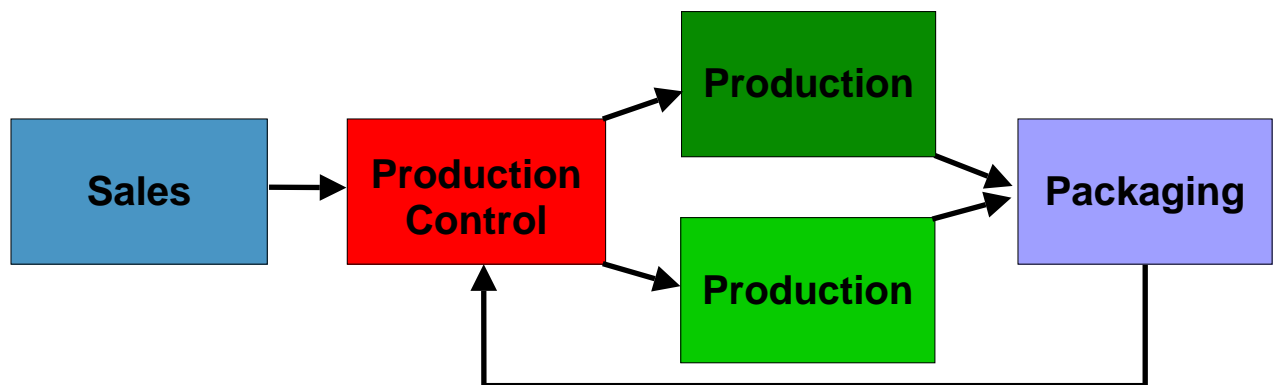 Sales
Production
Control
Production
Production
Packaging